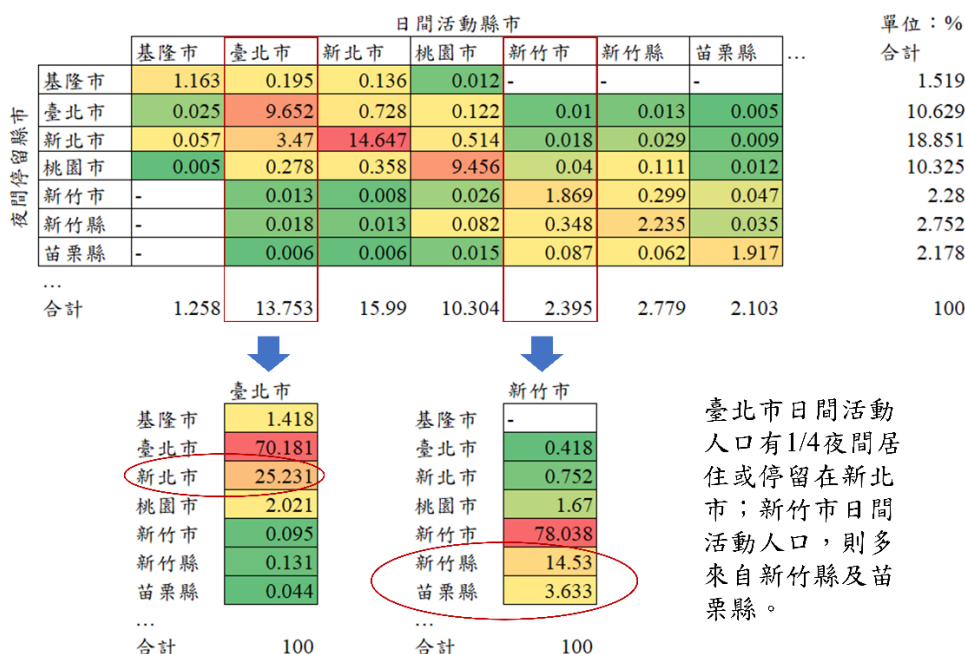 日間活動縣市 單位：%
基隆市 臺北市 新北市 桃園市 新竹市 新竹縣 苗栗縣 … 合計
夜間停留縣市
基隆市 1.163 0.195 0.136 0.012 - - - 1.519
臺北市 0.025 9.652 0.728 0.122 0.01 0.013 0.005 10.629
新北市 0.057 3.47 14.647 0.514 0.018 0.029 0.009 18.851
桃園市 0.005 0.278 0.358 9.456 0.04 0.111 0.012 10.325
新竹市 - 0.013 0.008 0.026 1.869 0.299 0.047 2.28
新竹縣 - 0.018 0.013 0.082 0.348 2.235 0.035 2.752
苗栗縣 - 0.006 0.006 0.015 0.087 0.062 1.917 2.178
…
合計 1.258 13.753 15.99 10.304 2.395 2.779 2.103 100
臺北市
基隆市 1.418
臺北市 70.181
新北市 25.231
桃園市 2.021
新竹市 0.095
新竹縣 0.131
苗栗縣 0.044
…
合計 100
新竹市
基隆市 -
臺北市 0.418
新北市 0.752
桃園市 1.67
新竹市 78.038
新竹縣 14.53
苗栗縣 3.633
…
合計 100
臺北市日間活動
人口有1/4夜間居
住或停留在新北
市；新竹市日間
活動人口，則多
來自新竹縣及苗
栗縣。